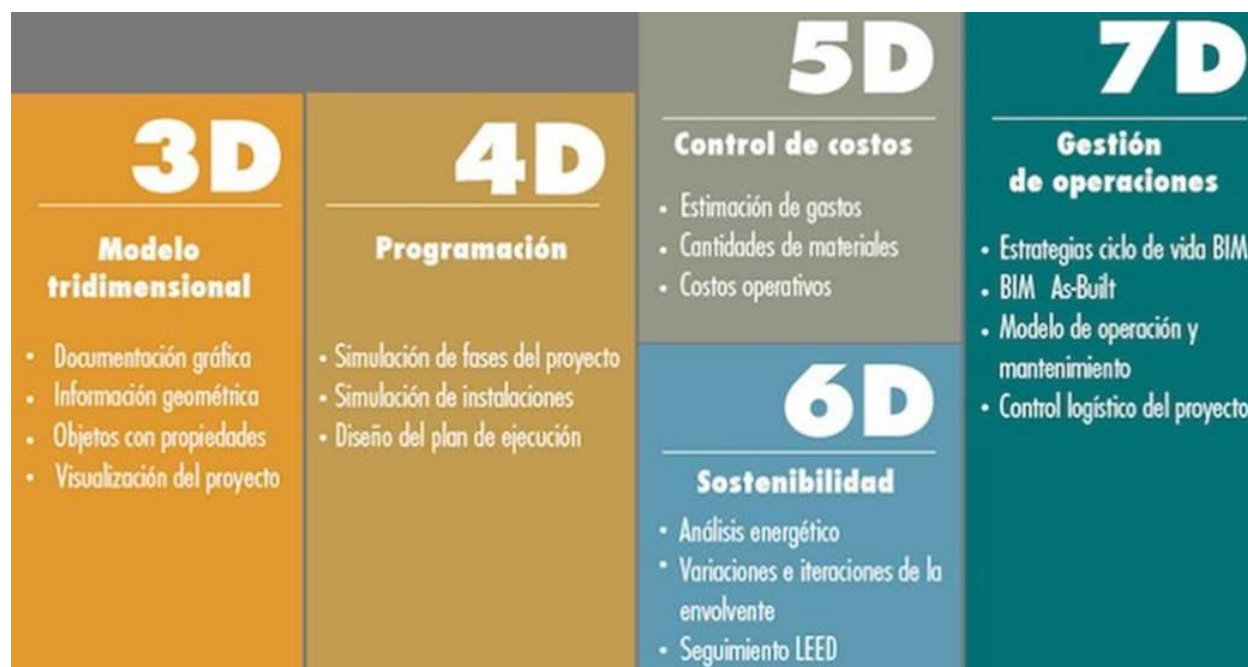 3D
Modelo
tridimensional
• Documentación gráfica
• Información geométrica
• Objetos con propiedades
• Visualización del proyecto
4D
Programación
• Simulación de fases del proyecto
• Simulación de instalaciones
• Diseño del plan de ejecución
5D
Control de costos
• Estimación de gastos
• Cantidades de materiales
• Costos operativos
6D
Sostenibilidad
• Análisis energético
• Variaciones e iteraciones de la
envolvente
• Seguimiento LEED
7D
Gestión
de operaciones
• Estrategias ciclo de vida BIM
• BIM As-Built
• Modelo de operación y
mantenimiento
• Control logístico del proyecto